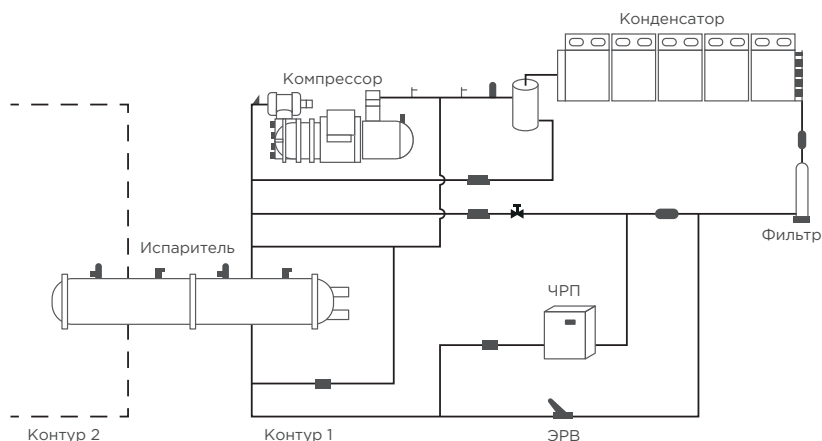 Конденсатор
Компрессор
Испаритель
Фильтр
ЧРП
Контур 2
Контур 1
ЭРВ